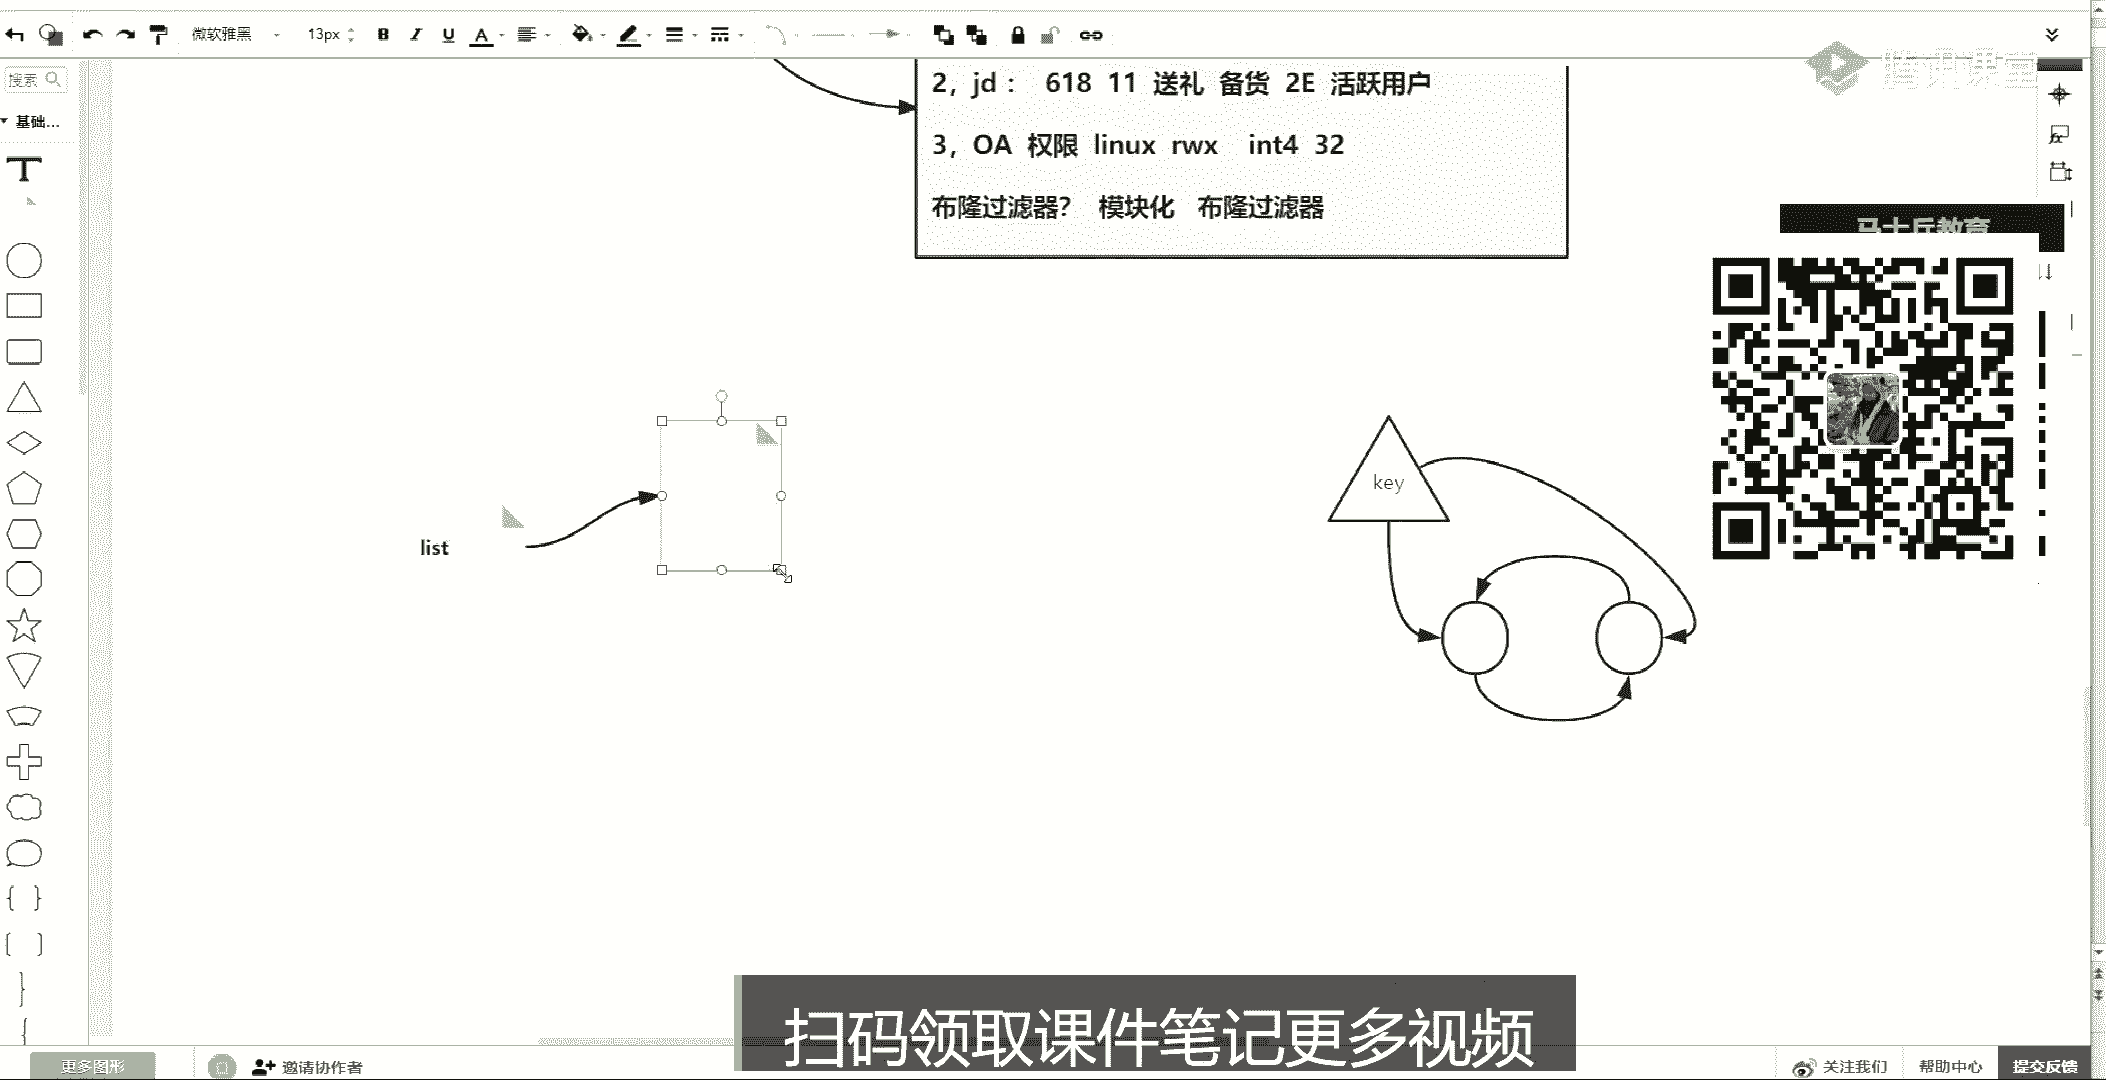 微软雅黑 13px B I U A
腾讯课堂
搜索
基础...
T
2，jd： 618 11 送礼 备货 2E 活跃用户
3，OA 权限 linux rwx int4 32
布隆过滤器？ 模块化 布隆过滤器
马士兵教育
list
key
扫码领取课件笔记更多视频
更多图形
邀请协作者
关注我们
帮助中心
提交反馈